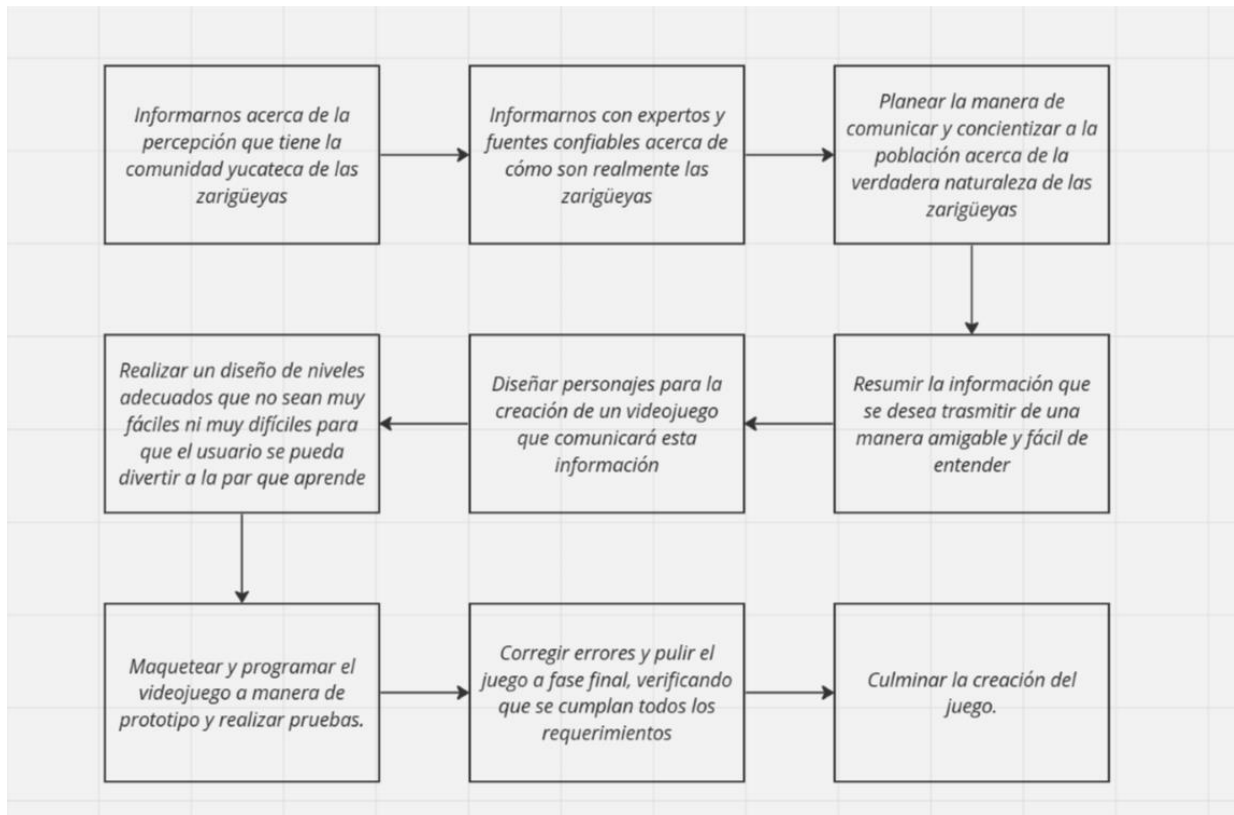 Informarnos acerca de la
percepción que tiene la
comunidad yucateca de las
zarigüeyas
Informarnos con expertos y
fuentes confiables acerca de
cómo son realmente las
zarigüeyas
Planear la manera de
comunicar y concientizar a la
población acerca de la
verdadera naturaleza de las
zarigüeyas
Resumir la información que
se desea trasmitir de una
manera amigable y fácil de
entender
Diseñar personajes para la
creación de un videojuego
que comunicará esta
información
Realizar un diseño de niveles
adecuados que no sean muy
fáciles ni muy difíciles para
que el usuario se pueda
divertir a la par que aprende
Maquetear y programar el
videojuego a manera de
prototipo y realizar pruebas.
Corregir errores y pulir el
juego a fase final, verificando
que se cumplan todos los
requerimientos
Culminar la creación del
juego.